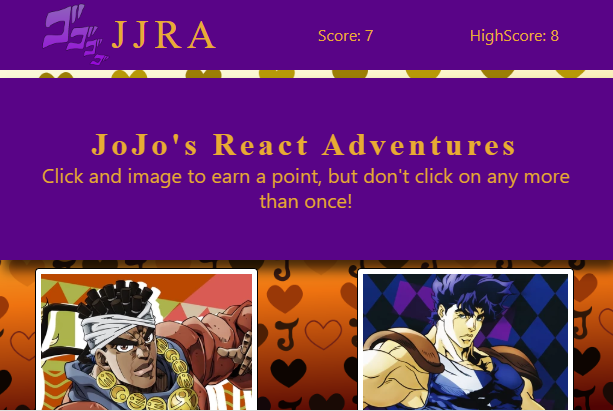 ゴゴゴゴ JJRA Score: 7 HighScore: 8
JoJo's React Adventures
Click and image to earn a point, but don't click on any more
than once!
J
J
J